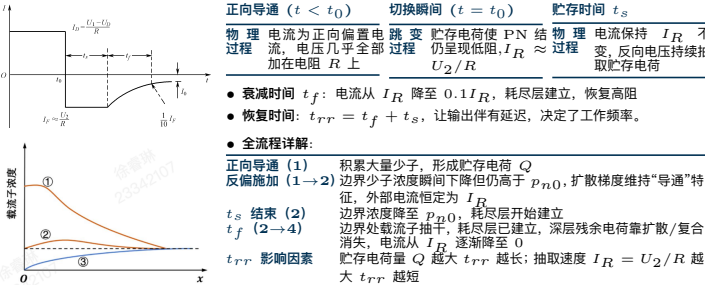 I
I_D = (U_1 − U_D)/R
t_s
t_f
O
t_0
t
I_R ≈ U_2/R
1/10 I_R
I_0
正向导通（t < t_0） 切换瞬间（t = t_0） 贮存时间 t_s
物理过程 电流为正向偏置电流，电压几乎全部加在电阻 R 上
跳变过程 贮存电荷使 PN 结仍呈现低阻，I_R ≈ U_2/R
物理过程 电流保持 I_R 不变，反向电压持续抽取贮存电荷
● 衰减时间 t_f：电流从 I_R 降至 0.1I_R，耗尽层建立，恢复高阻
● 恢复时间：t_rr = t_f + t_s，让输出伴有延迟，决定了工作频率。
● 全流程详解：
正向导通（1） 积累大量少子，形成贮存电荷 Q
反偏施加（1→2） 边界少子浓度瞬间下降但仍高于 p_n0，扩散梯度维持“导通”特
征，外部电流恒定为 I_R
t_s 结束（2） 边界浓度降至 p_n0，耗尽层开始建立
t_f（2→4） 边界处载流子抽干，耗尽层已建立，深层残余电荷靠扩散/复合
消失，电流从 I_R 逐渐降至 0
t_rr 影响因素 贮存电荷量 Q 越大 t_rr 越长；抽取速度 I_R = U_2/R 越
大 t_rr 越短
载流子浓度
①
②
③
O
x
徐睿琳
23342107